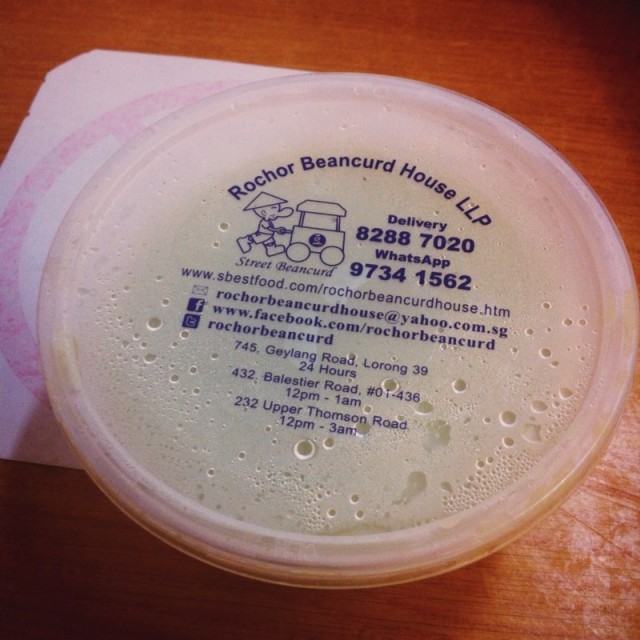 Rochor Beancurd House LLP
Street Beancurd
Delivery
8288 7020
WhatsApp
9734 1562
www.sbestfood.com/rochorbeancurdhouse.htm
rochorbeancurdhouse@yahoo.com.sg
www.facebook.com/rochorbeancurd
rochorbeancurd
745, Geylang Road, Lorong 39
24 Hours
432, Balestier Road, #01-436
12pm - 1am
232 Upper Thomson Road
12pm - 3am